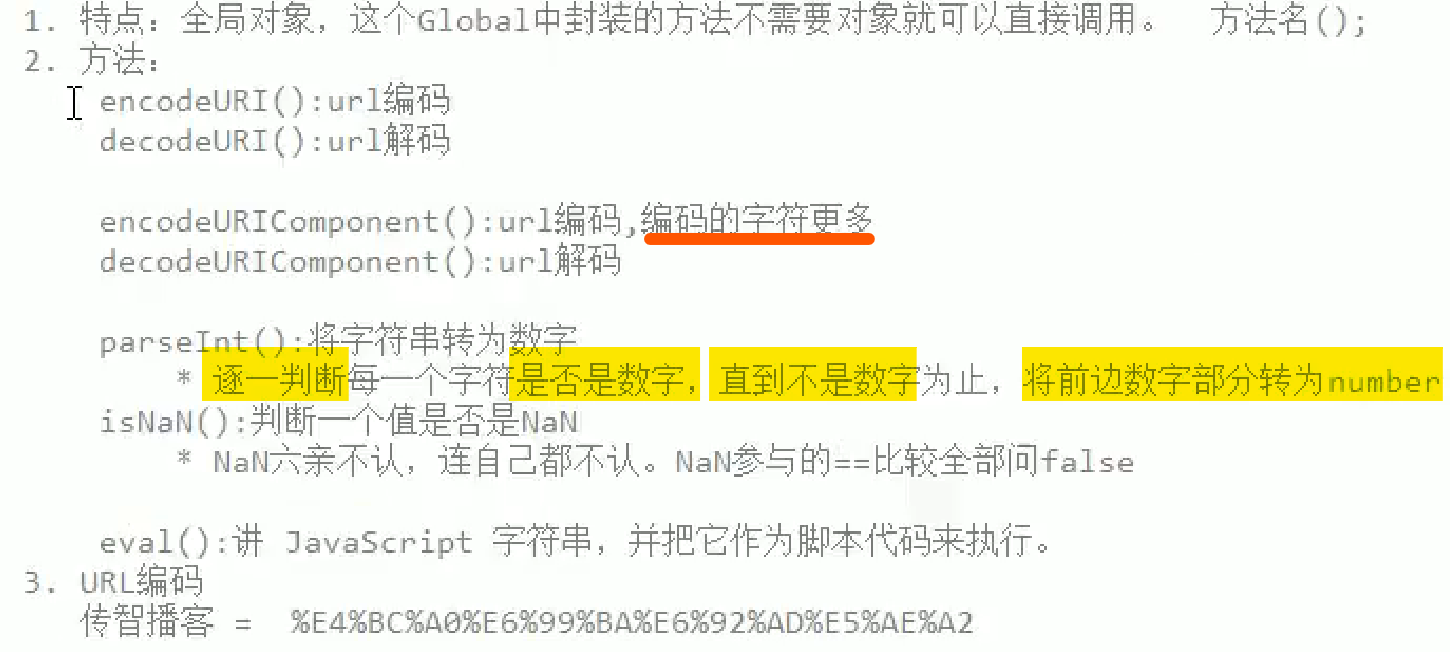 1. 特点：全局对象，这个Global中封装的方法不需要对象就可以直接调用。 方法名();
2. 方法：
encodeURI():url编码
decodeURI():url解码
encodeURIComponent():url编码,编码的字符更多
decodeURIComponent():url解码
parseInt():将字符串转为数字
* 逐一判断每一个字符是否是数字，直到不是数字为止，将前边数字部分转为number
isNaN():判断一个值是否是NaN
* NaN六亲不认，连自己都不认。NaN参与的==比较全部问false
eval():讲 JavaScript 字符串，并把它作为脚本代码来执行。
3. URL编码
传智播客 = %E4%BC%A0%E6%99%BA%E6%92%AD%E5%AE%A2